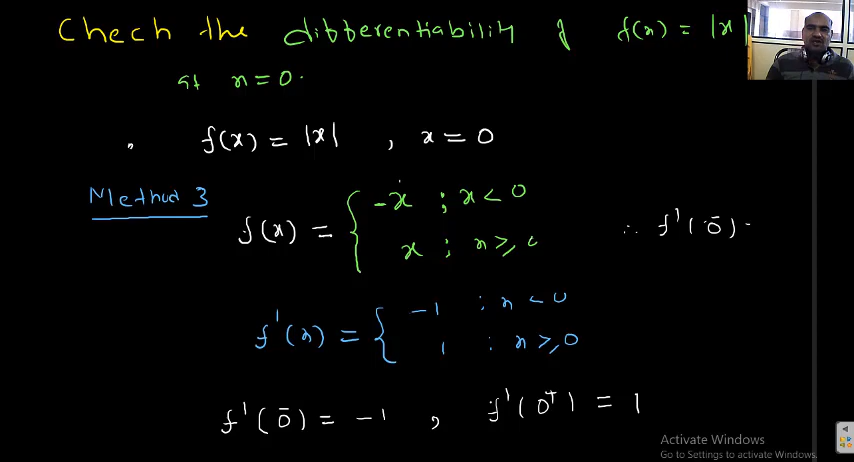 Chech the differentiability of f(x) = |x|
at x = 0.
f(x) = |x| , x = 0
Method 3
f(x) = { -x ; x < 0
x ; x ≥ 0
∴ f'(0⁻)
f'(x) = { -1 ; x < 0
1 ; x ≥ 0
f'(0⁻) = -1 , f'(0⁺) = 1
Activate Windows
Go to Settings to activate Windows.